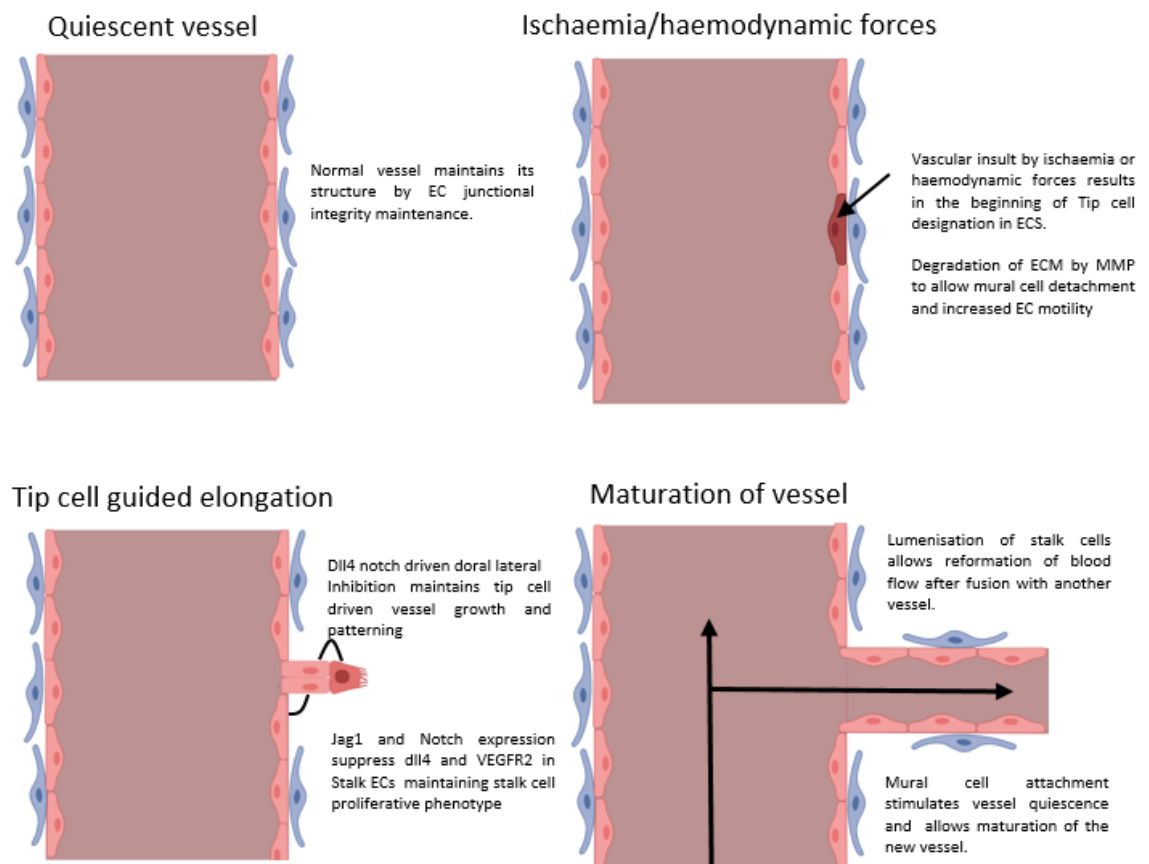 Quiescent vessel
Normal vessel maintains its
structure by EC junctional
integrity maintenance.
Ischaemia/haemodynamic forces
Vascular insult by ischaemia or
haemodynamic forces results
in the beginning of Tip cell
designation in ECS.
Degradation of ECM by MMP
to allow mural cell detachment
and increased EC motility
Tip cell guided elongation
Dll4 notch driven doral lateral
Inhibition maintains tip cell
driven vessel growth and
patterning
Jag1 and Notch expression
suppress dll4 and VEGFR2 in
Stalk ECs maintaining stalk cell
proliferative phenotype
Maturation of vessel
Lumenisation of stalk cells
allows reformation of blood
flow after fusion with another
vessel.
Mural cell attachment
stimulates vessel quiescence
and allows maturation of the
new vessel.